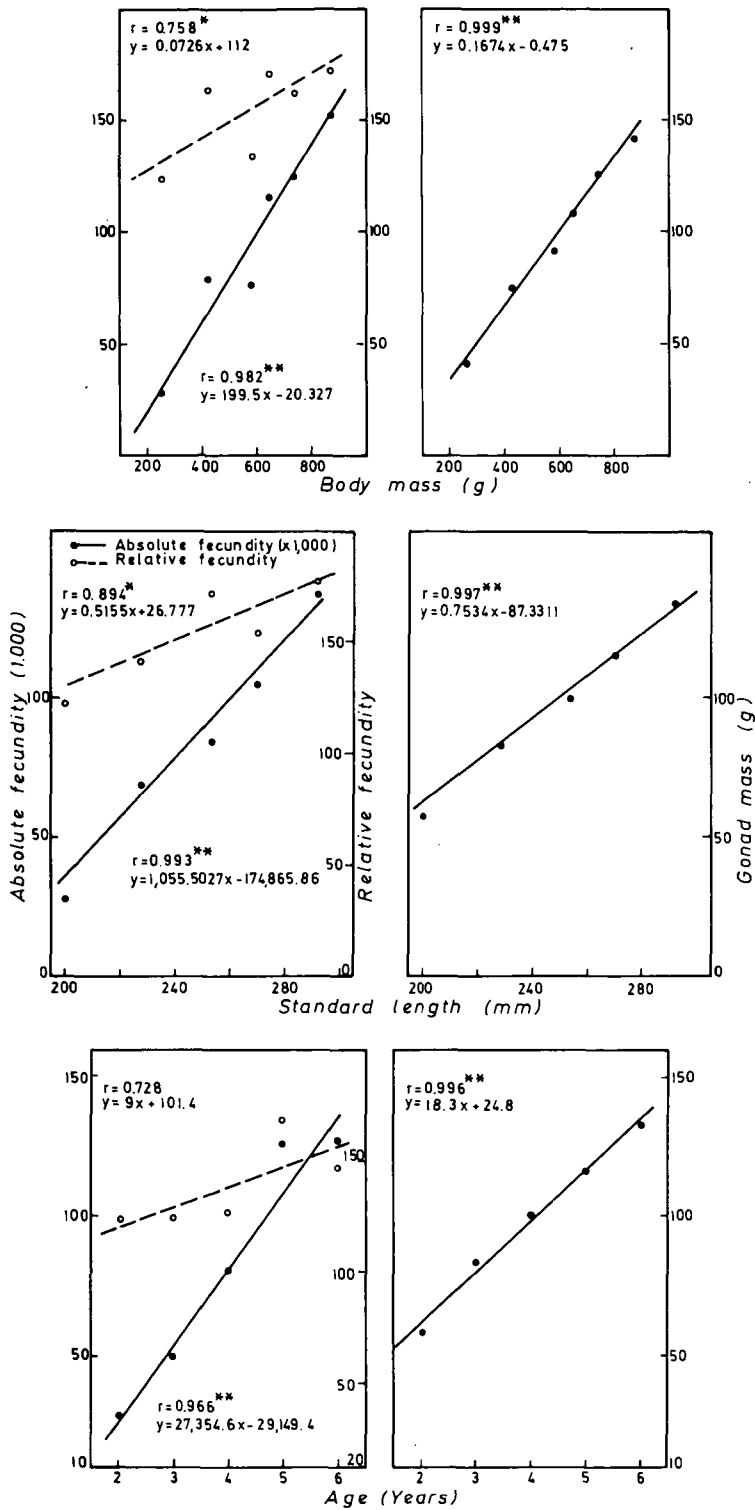 r = 0.758*
y = 0.0726x + 112
150
100
50
150
100
50
r = 0.982**
y = 199.5x - 20.327
200 400 600 800
r = 0.999**
y = 0.1674x - 0.475
150
100
50
200 400 600 800
Body mass (g)
Absolute fecundity (x1,000)
Relative fecundity
r = 0.894*
y = 0.5155x + 26.777
100
50
0
150
100
50
0
r = 0.993**
y = 1,055.5027x - 174,865.86
200 240 280
Absolute fecundity (1.000)
Relative fecundity
r = 0.997**
y = 0.7534x - 87.3311
100
50
0
200 240 280
Gonad mass (g)
Standard length (mm)
r = 0.728
y = 9x + 101.4
150
100
50
10
150
100
50
20
r = 0.966**
y = 27,354.6x - 29,149.4
2 3 4 5 6
r = 0.996**
y = 18.3x + 24.8
150
100
50
10
2 3 4 5 6
Age (Years)